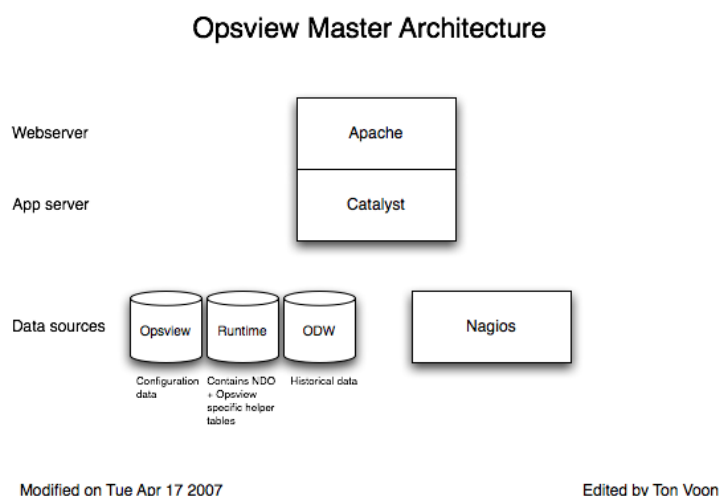 Opsview Master Architecture
Webserver
Apache
App server
Catalyst
Data sources
Opsview
Runtime
ODW
Nagios
Configuration
data
Contains NDO
+ Opsview
specific helper
tables
Historical data
Modified on Tue Apr 17 2007
Edited by Ton Voon